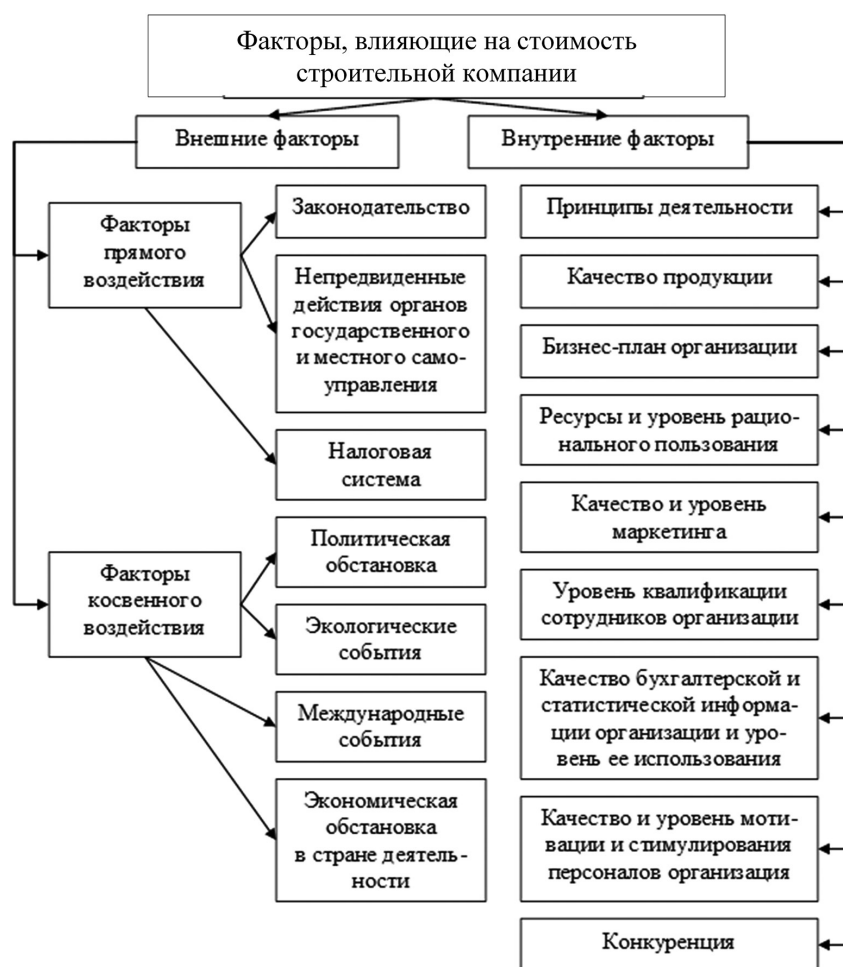 Факторы, влияющие на стоимость
строительной компании
Внешние факторы
Внутренние факторы
Факторы
прямого
воздействия
Законодательство
Непредвиденные
действия органов
государственного
и местного само-
управления
Налоговая
система
Факторы
косвенного
воздействия
Политическая
обстановка
Экологические
события
Международные
события
Экономическая
обстановка
в стране деятель-
ности
Принципы деятельности
Качество продукции
Бизнес-план организации
Ресурсы и уровень рацио-
нального пользования
Качество и уровень
маркетинга
Уровень квалификации
сотрудников организации
Качество бухгалтерской и
статистической информа-
ции организации и уро-
вень ее использования
Качество и уровень моти-
вации и стимулирования
персоналов организация
Конкуренция